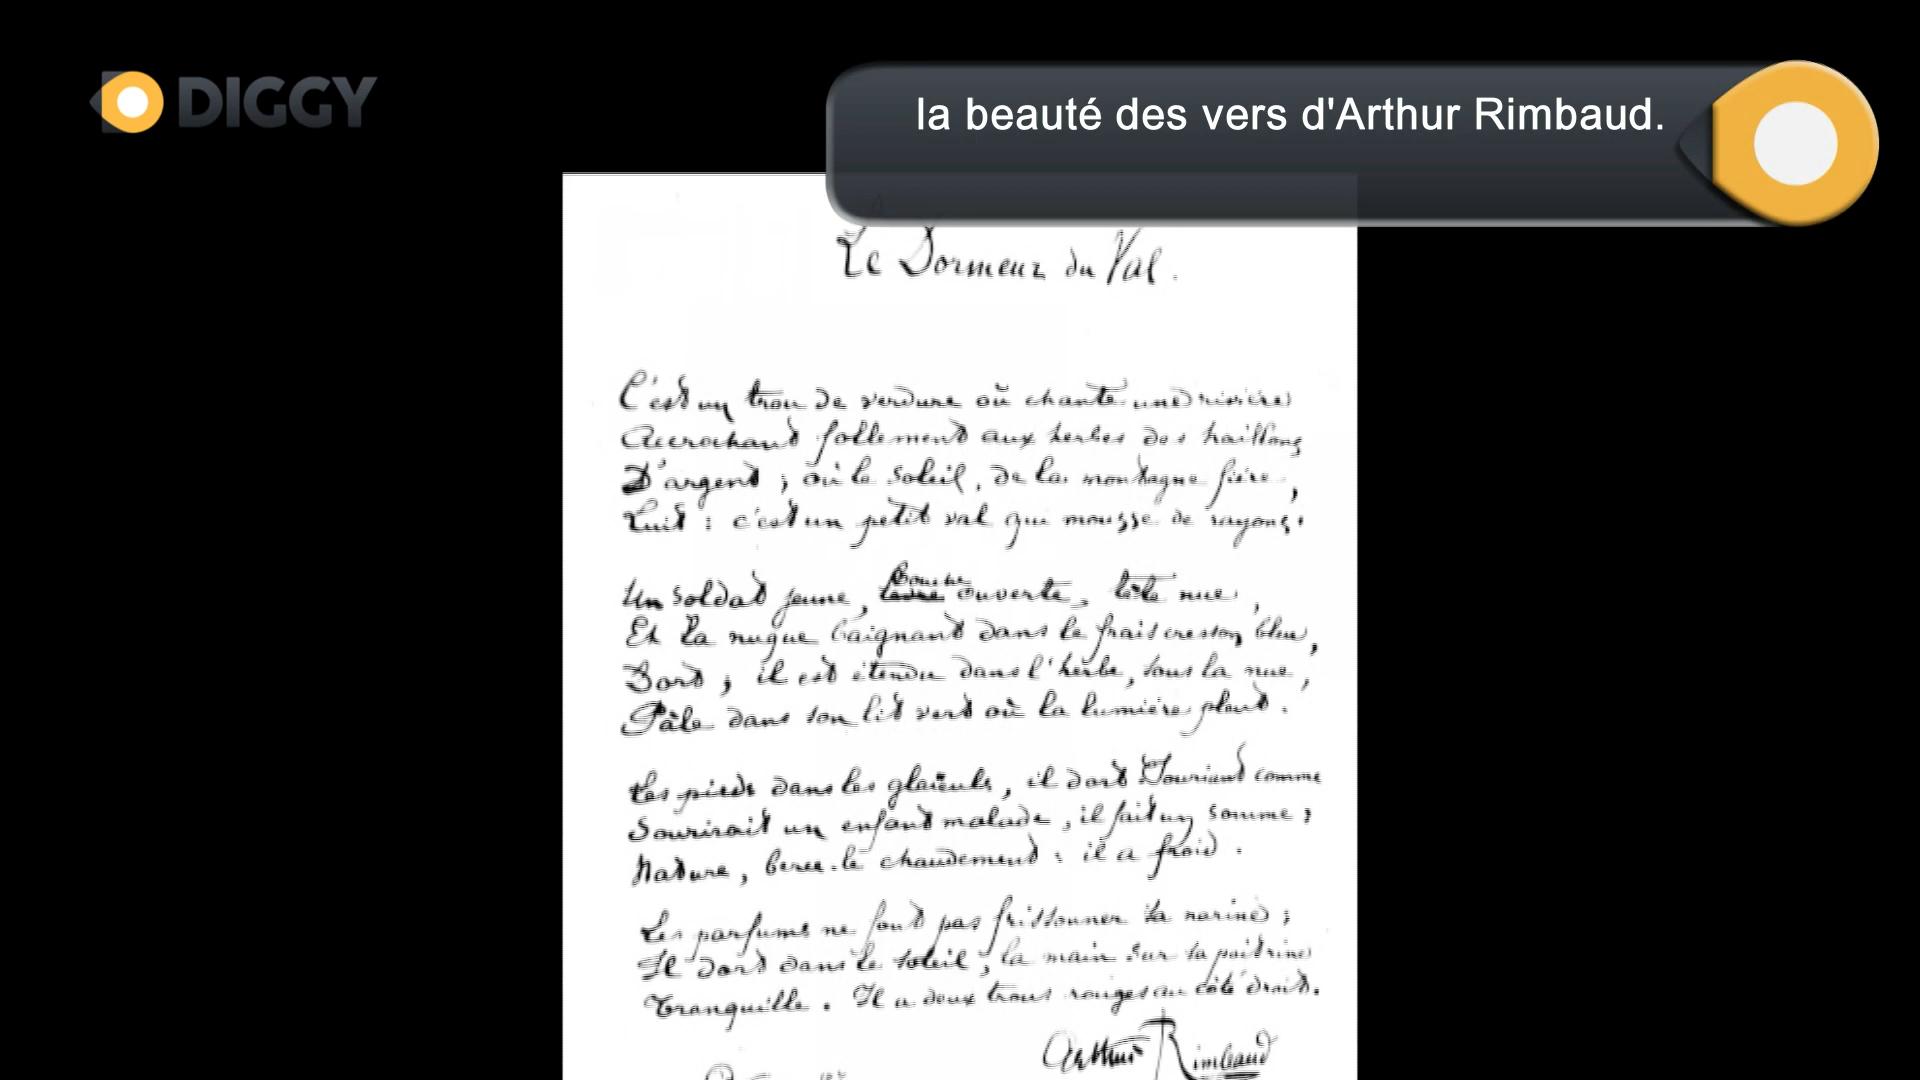 DIGGY
la beauté des vers d'Arthur Rimbaud.
Le Dormeur du Val.
C'est un trou de verdure où chante une rivière
Accrochant follement aux herbes des haillons
D'argent ; où le soleil, de la montagne fière,
Luit : c'est un petit val qui mousse de rayons.
Un soldat jeune, bouche ouverte, tête nue,
Et la nuque baignant dans le frais cresson bleu,
Dort ; il est étendu dans l'herbe, sous la nue,
Pâle dans son lit vert où la lumière pleut.
Les pieds dans les glaïeuls, il dort. Souriant comme
Sourirait un enfant malade, il fait un somme :
Nature, berce-le chaudement : il a froid.
Les parfums ne font pas frissonner sa narine ;
Il dort dans le soleil, la main sur sa poitrine
Tranquille. Il a deux trous rouges au côté droit.
Arthur Rimbaud